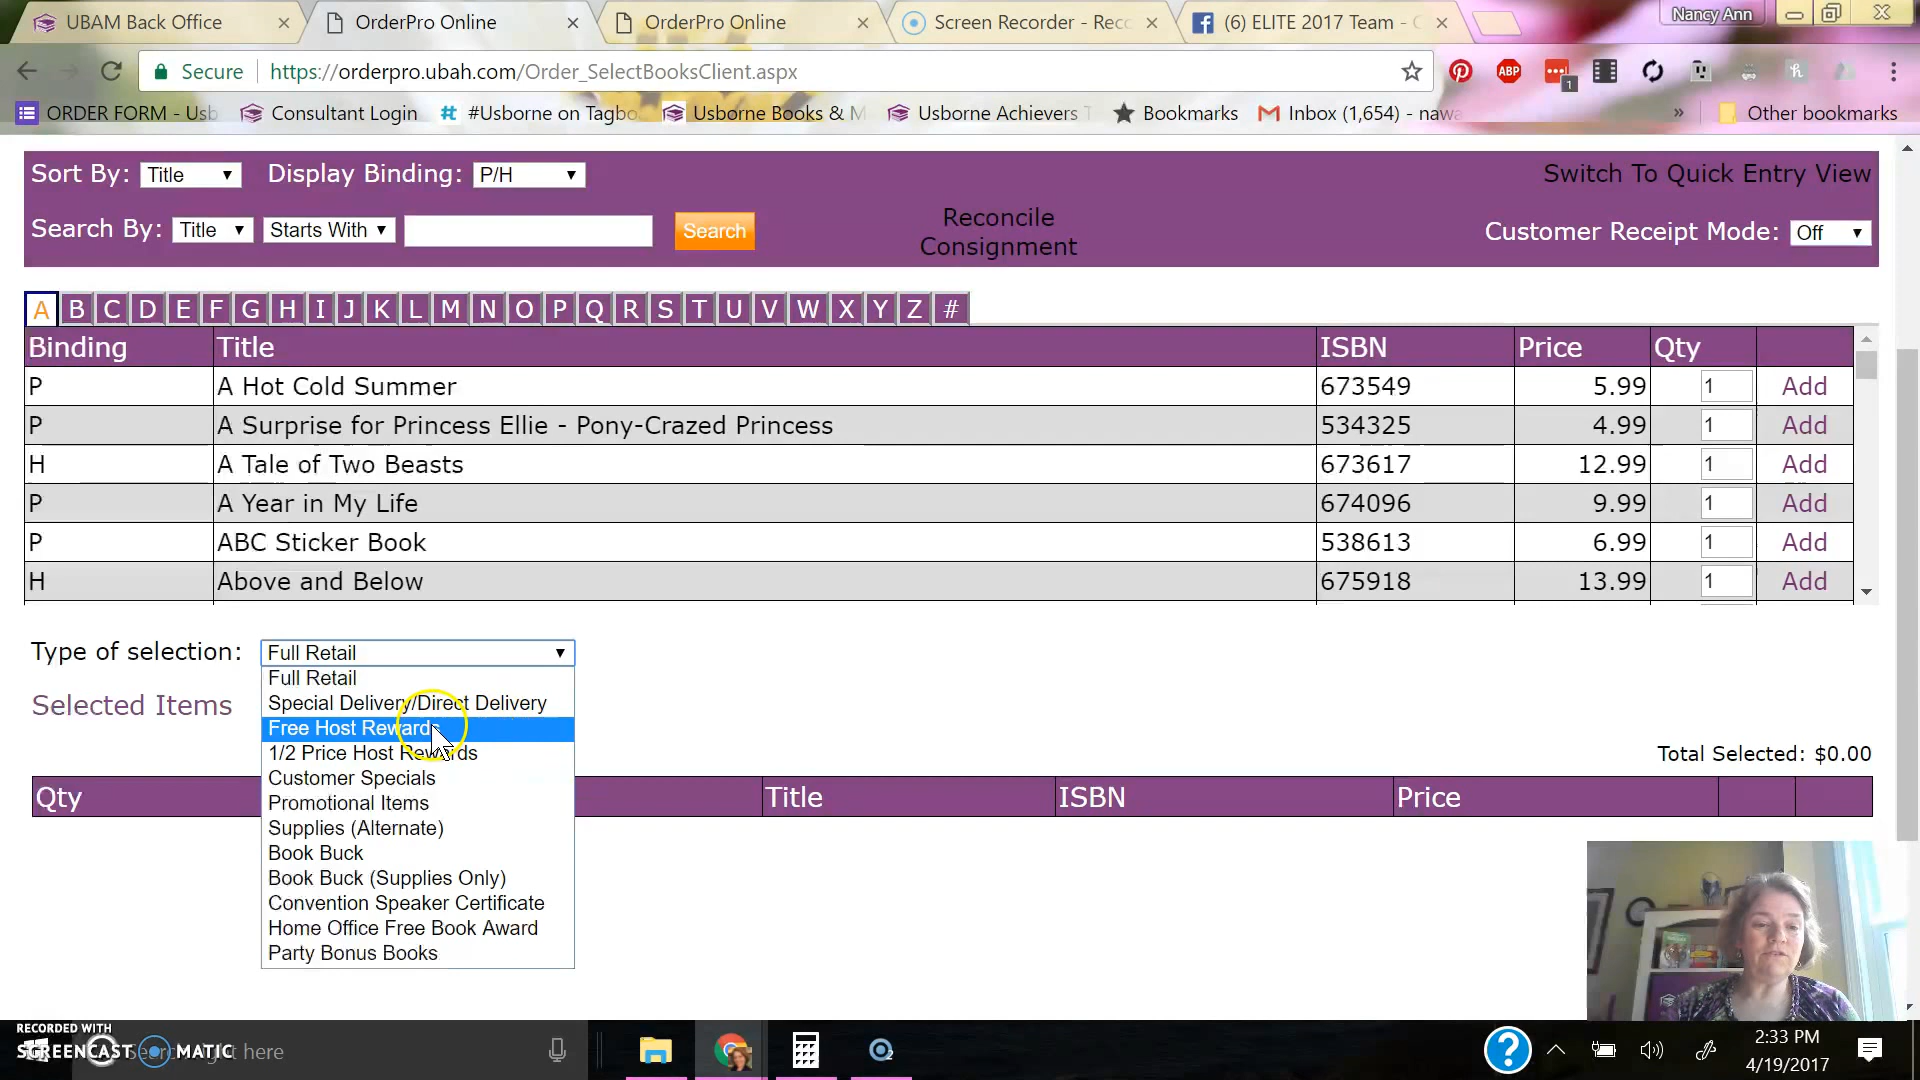 UBAM Back Office
OrderPro Online
OrderPro Online
Screen Recorder - Reco
(6) ELITE 2017 Team - C
Nancy Ann
Secure https://orderpro.ubah.com/Order_SelectBooksClient.aspx
ABP
1
ORDER FORM - Usb
Consultant Login
#Usborne on Tagbo
Usborne Books & M
Usborne Achievers T
Bookmarks
Inbox (1,654) - nawa
»
Other bookmarks
Sort By: Title Display Binding: P/H Switch To Quick Entry View
Search By: Title Starts With Search Reconcile Consignment Customer Receipt Mode: Off
A B C D E F G H I J K L M N O P Q R S T U V W X Y Z #
Binding Title ISBN Price Qty
P A Hot Cold Summer 673549 5.99 1 Add
P A Surprise for Princess Ellie - Pony-Crazed Princess 534325 4.99 1 Add
H A Tale of Two Beasts 673617 12.99 1 Add
P A Year in My Life 674096 9.99 1 Add
P ABC Sticker Book 538613 6.99 1 Add
H Above and Below 675918 13.99 1 Add
Type of selection: Full Retail
Full Retail
Special Delivery/Direct Delivery
Selected Items
Free Host Rewards
1/2 Price Host Rewards
Total Selected: $0.00
Customer Specials
Qty Title ISBN Price
Promotional Items
Supplies (Alternate)
Book Buck
Book Buck (Supplies Only)
Convention Speaker Certificate
Home Office Free Book Award
Party Bonus Books
RECORDED WITH
SCREENCAST MATIC
here
2:33 PM
4/19/2017